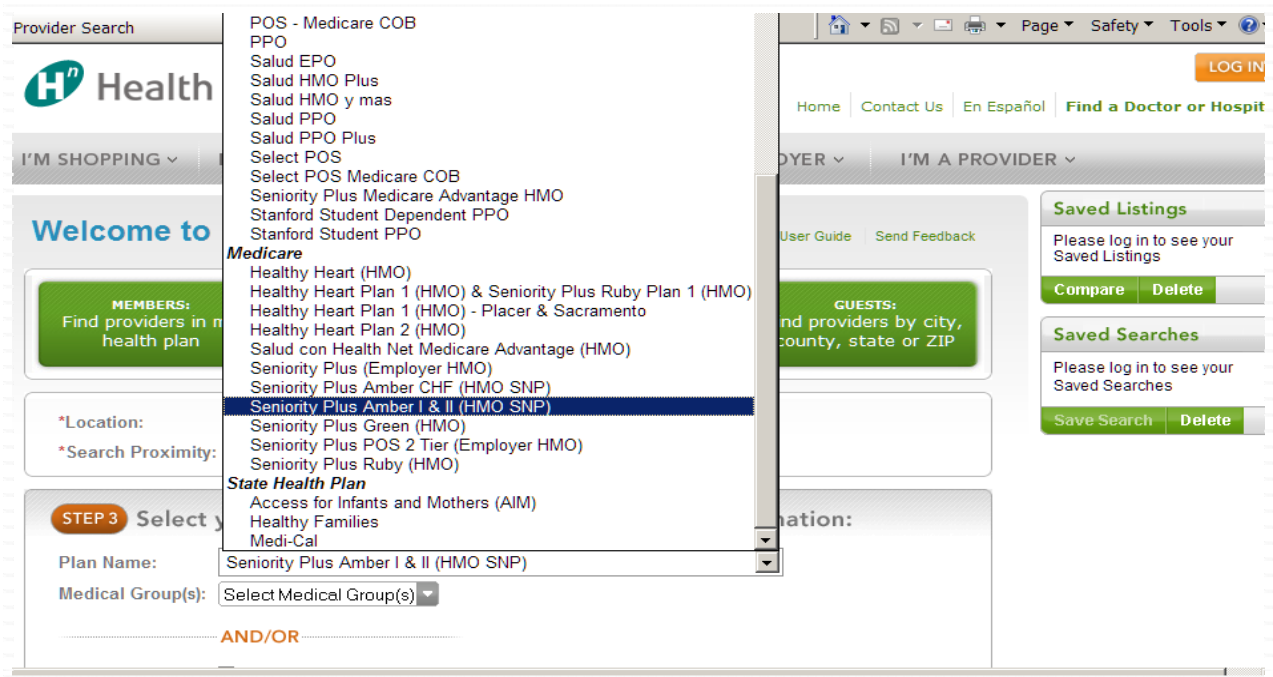 Provider Search
Page Safety Tools
Hn Health
LOG IN
Home Contact Us En Español Find a Doctor or Hospit
I'M SHOPPING
OYER I'M A PROVIDER
Welcome to
User Guide Send Feedback
MEMBERS:
Find providers in m
health plan
GUESTS:
nd providers by city,
county, state or ZIP
*Location:
*Search Proximity:
POS - Medicare COB
PPO
Salud EPO
Salud HMO Plus
Salud HMO y mas
Salud PPO
Salud PPO Plus
Select POS
Select POS Medicare COB
Seniority Plus Medicare Advantage HMO
Stanford Student Dependent PPO
Stanford Student PPO
Medicare
Healthy Heart (HMO)
Healthy Heart Plan 1 (HMO) & Seniority Plus Ruby Plan 1 (HMO)
Healthy Heart Plan 1 (HMO) - Placer & Sacramento
Healthy Heart Plan 2 (HMO)
Salud con Health Net Medicare Advantage (HMO)
Seniority Plus (Employer HMO)
Seniority Plus Amber CHF (HMO SNP)
Seniority Plus Amber I & II (HMO SNP)
Seniority Plus Green (HMO)
Seniority Plus POS 2 Tier (Employer HMO)
Seniority Plus Ruby (HMO)
State Health Plan
Access for Infants and Mothers (AIM)
Healthy Families
Medi-Cal
STEP 3 Select y
nation:
Plan Name: Seniority Plus Amber I & II (HMO SNP)
Medical Group(s): Select Medical Group(s)
AND/OR
Saved Listings
Please log in to see your
Saved Listings
Compare Delete
Saved Searches
Please log in to see your
Saved Searches
Save Search Delete